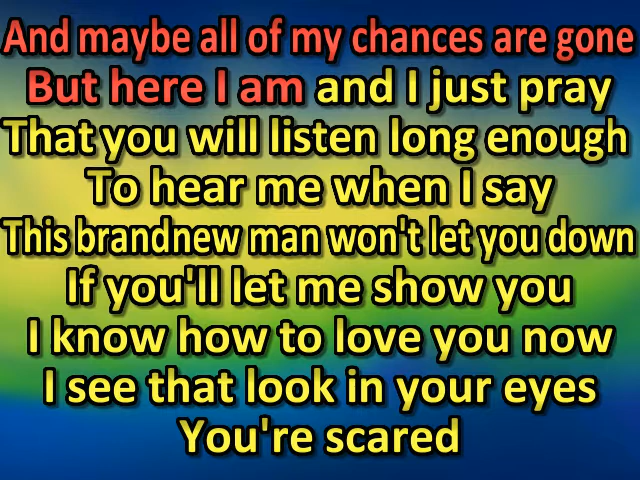 And maybe all of my chances are gone
But here I am and I just pray
That you will listen long enough
To hear me when I say
This brandnew man won't let you down
If you'll let me show you
I know how to love you now
I see that look in your eyes
You're scared